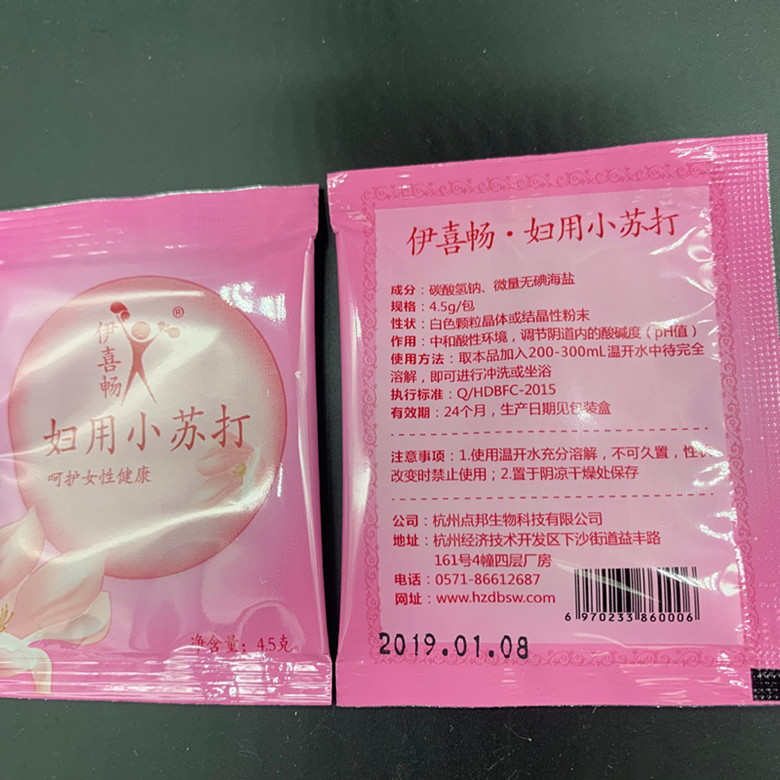 伊喜畅
®
妇用小苏打
呵护女性健康
净含量：4.5克
伊喜畅·妇用小苏打
成分：碳酸氢钠、微量无碘海盐
规格：4.5g/包
性状：白色颗粒晶体或结晶性粉末
作用：中和酸性环境，调节阴道内的酸碱度（pH值）
使用方法：取本品加入200-300mL温开水中待完全
溶解，即可进行冲洗或坐浴
执行标准：Q/HDBFC-2015
有效期：24个月，生产日期见包装盒
注意事项：1.使用温开水充分溶解，不可久置，性状
改变时禁止使用；2.置于阴凉干燥处保存
公司：杭州点邦生物科技有限公司
地址：杭州经济技术开发区下沙街道益丰路
161号4幢四层厂房
电话：0571-86612687
网址：www.hzdbsw.com
6 970233 860006
2019.01.08